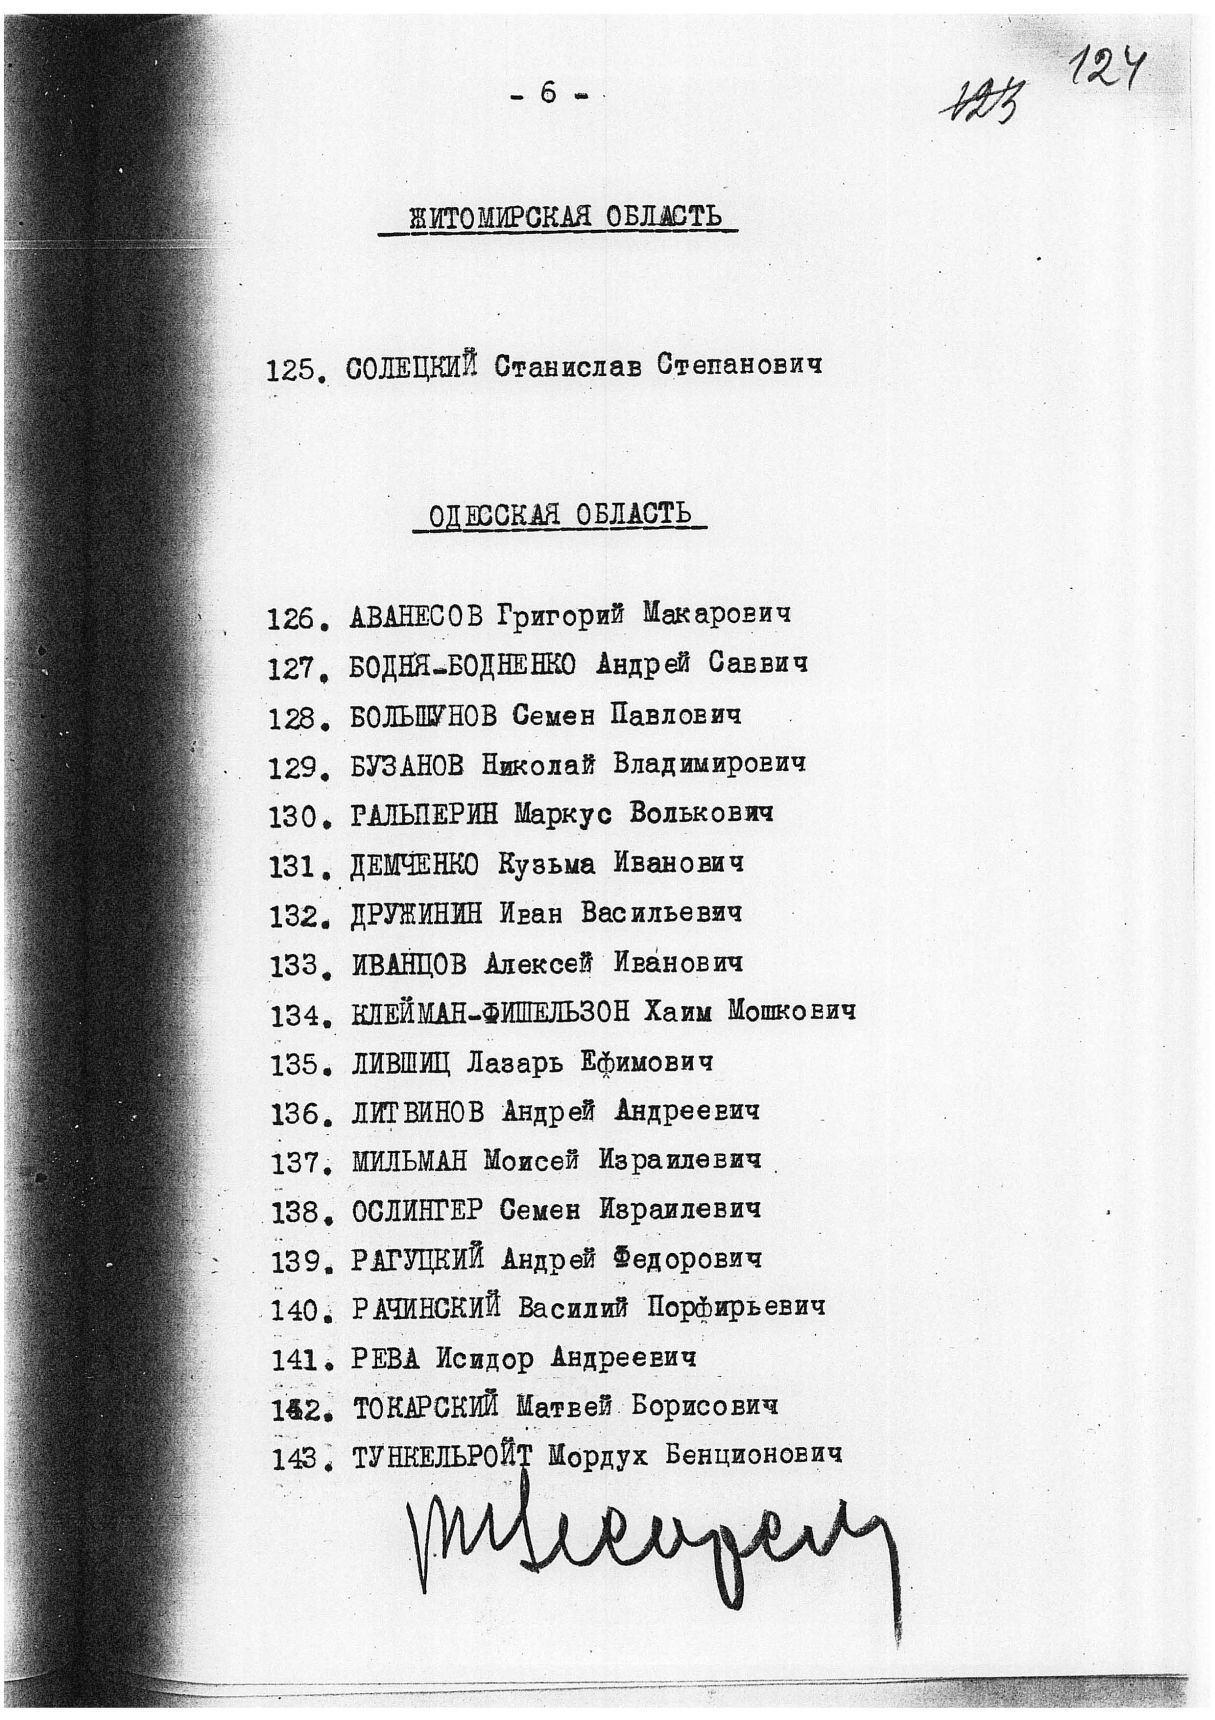 124
123
- 6 -
ЖИТОМИРСКАЯ ОБЛАСТЬ
125. СОЛЕЦКИЙ Станислав Степанович
ОДЕССКАЯ ОБЛАСТЬ
126. АВАНЕСОВ Григорий Макарович
127. БОДНЯ-БОДНЕНКО Андрей Саввич
128. БОЛЬШУНОВ Семен Павлович
129. БУЗАНОВ Николай Владимирович
130. ГАЛЬПЕРИН Маркус Волькович
131. ДЕМЧЕНКО Кузьма Иванович
132. ДРУЖИНИН Иван Васильевич
133. ИВАНЦОВ Алексей Иванович
134. КЛЕЙМАН-ФИШЕЛЬЗОН Хаим Мошкович
135. ЛИВШИЦ Лазарь Ефимович
136. ЛИТВИНОВ Андрей Андреевич
137. МИЛЬМАН Моисей Израилевич
138. ОСЛИНГЕР Семен Израилевич
139. РАГУЦКИЙ Андрей Федорович
140. РАЧИНСКИЙ Василий Порфирьевич
141. РЕВА Исидор Андреевич
142. ТОКАРСКИЙ Матвей Борисович
143. ТУНКЕЛЬРОЙТ Мордух Бенционович